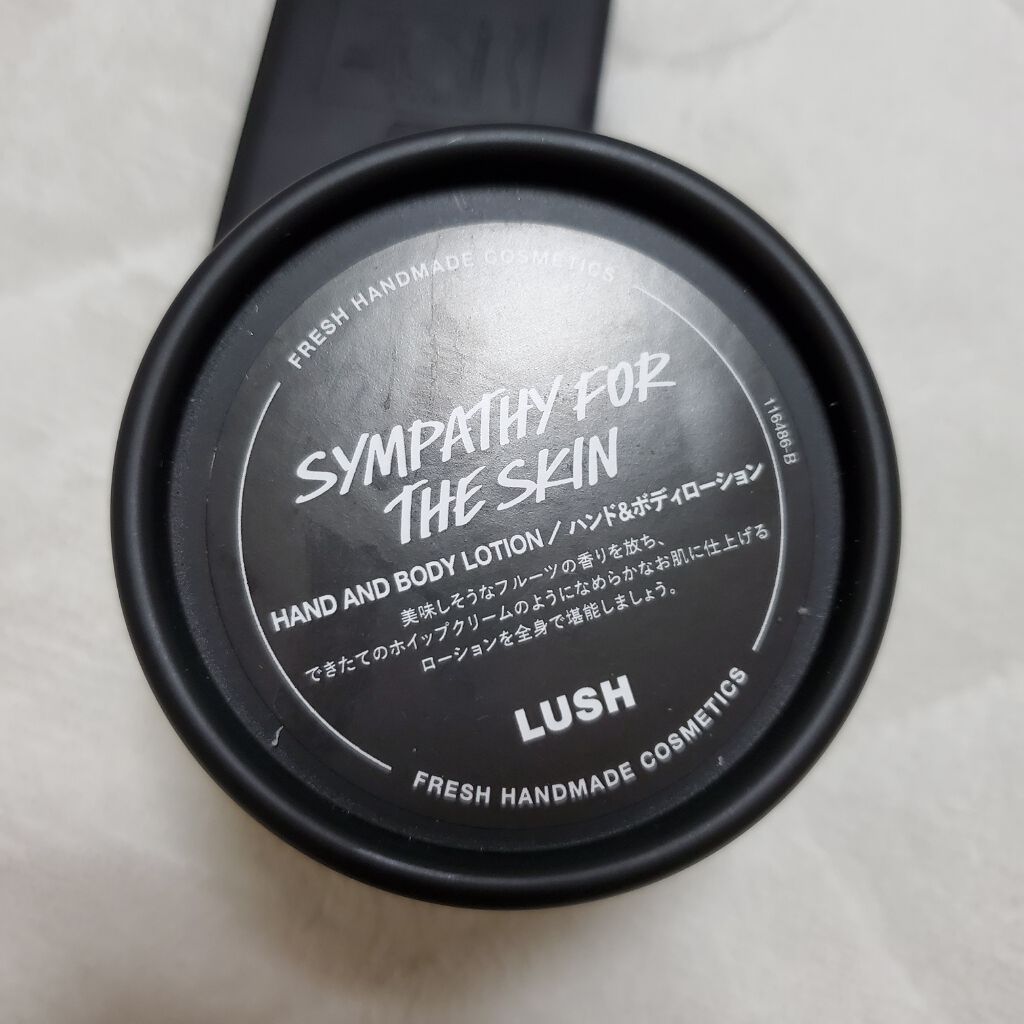 FRESH HANDMADE COSMETICS
SYMPATHY FOR
THE SKIN
116486-B
HAND AND BODY LOTION / ハンド&ボディローション
美味しそうなフルーツの香りを放ち、
できたてのホイップクリームのようになめらかなお肌に仕上げる
ローションを全身で堪能しましょう。
LUSH
FRESH HANDMADE COSMETICS